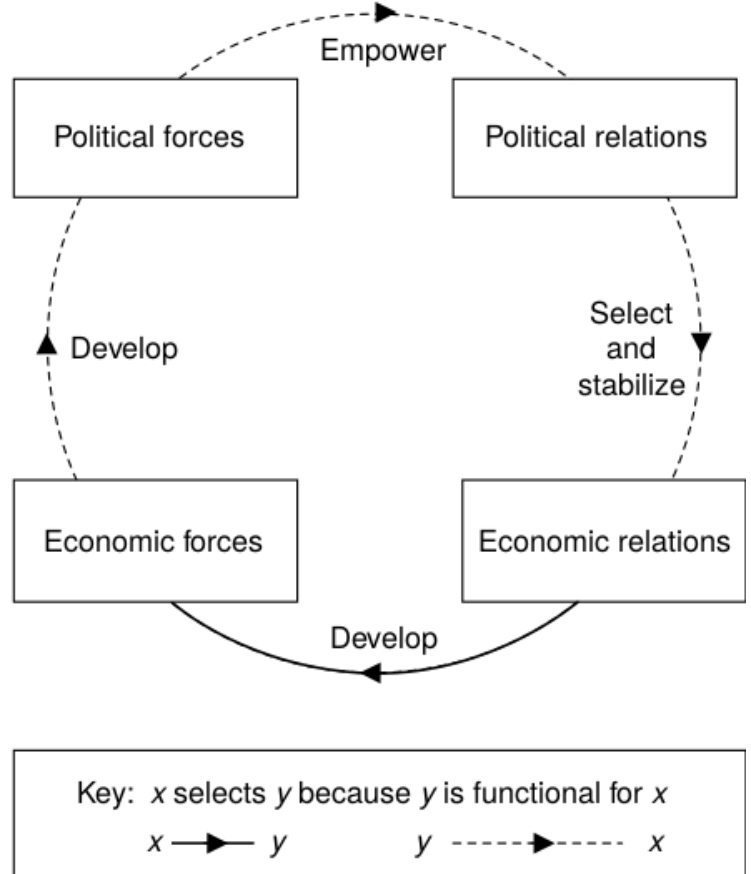 Empower
Political forces
Political relations
Select
and
stabilize
Develop
Economic forces
Economic relations
Develop
Key: x selects y because y is functional for x
x y y x